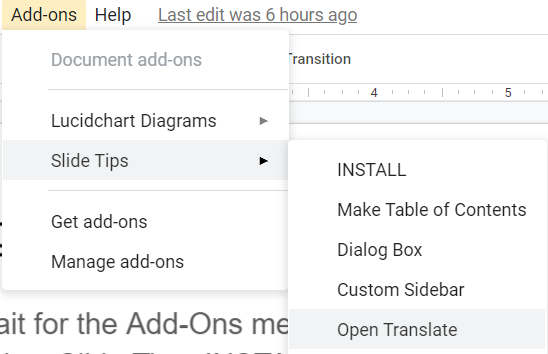 Add-ons Help Last edit was 6 hours ago
Document add-ons
Transition
4 5
Lucidchart Diagrams
Slide Tips
INSTALL
Make Table of Contents
Dialog Box
Custom Sidebar
Open Translate
Get add-ons
Manage add-ons
ait for the Add-Ons me